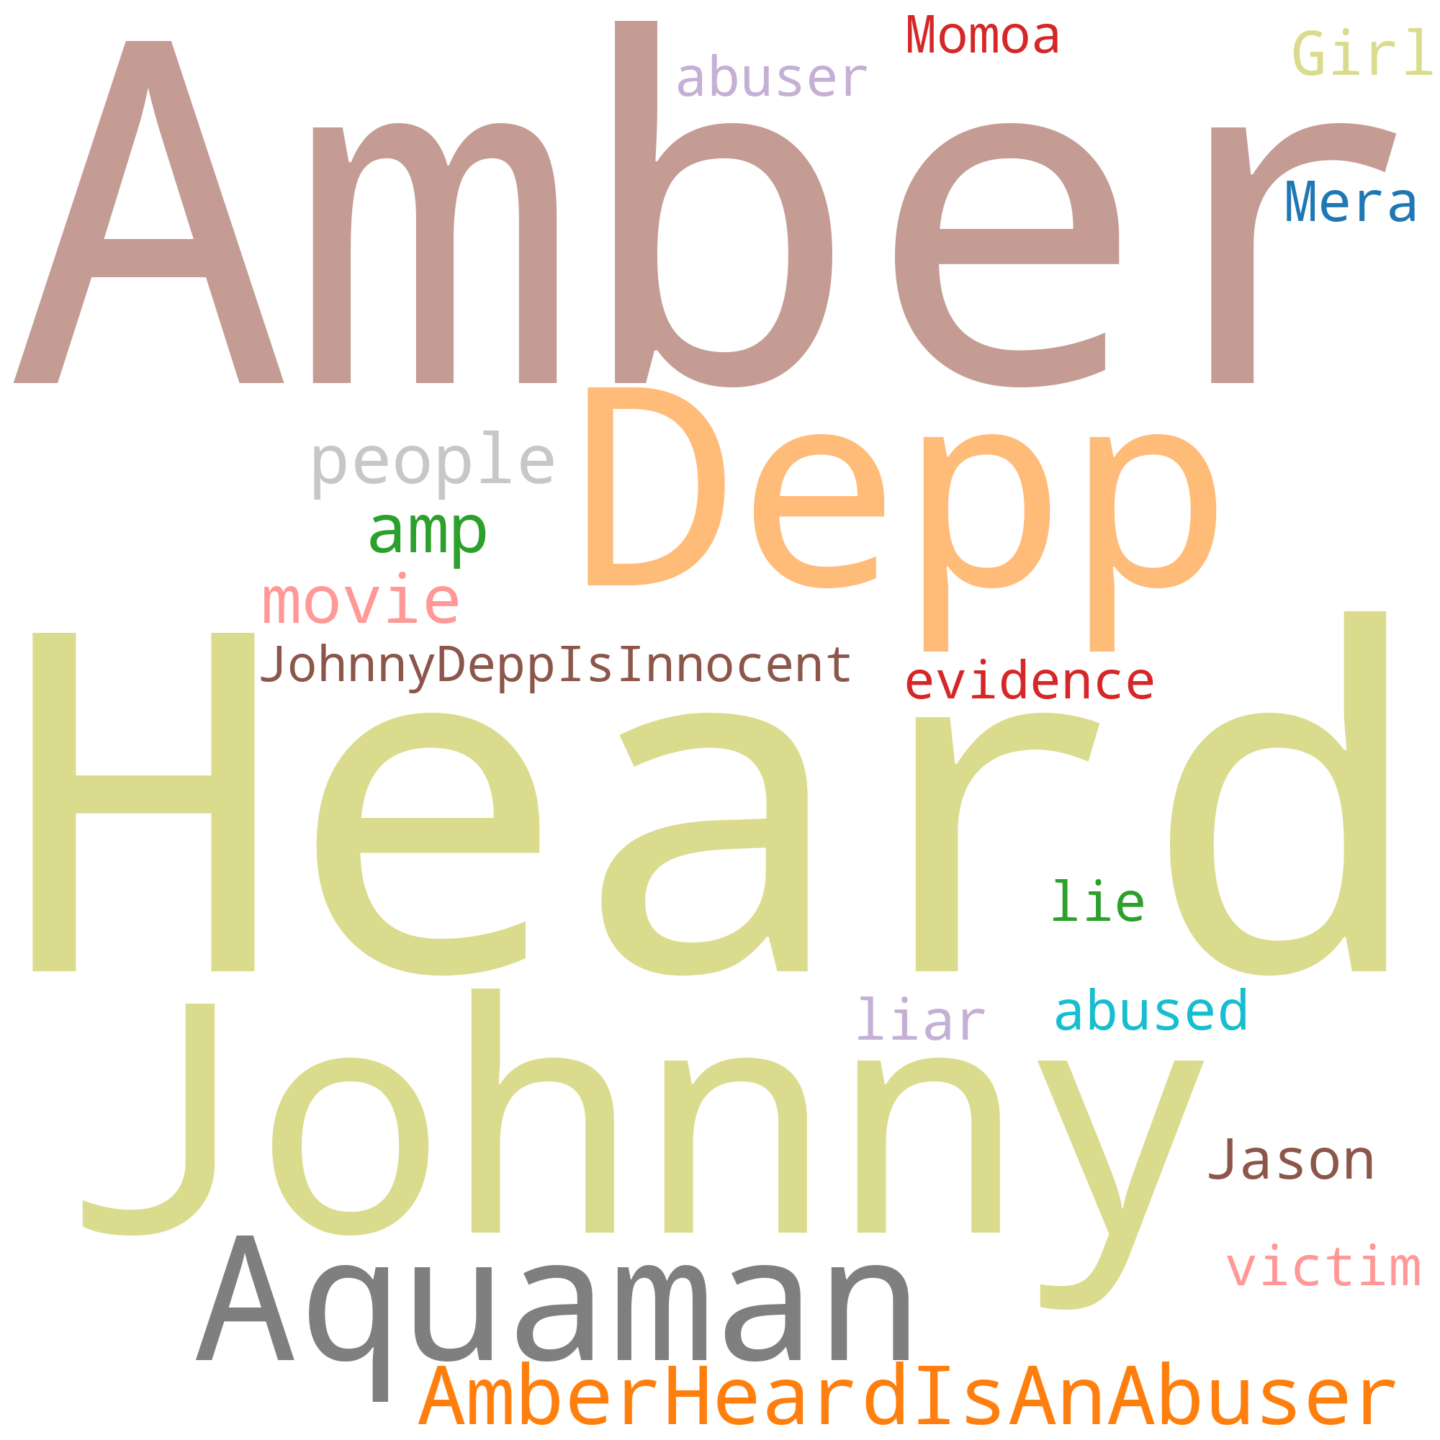 Momoa
Girl
abuser
Amber
Mera
Depp
people
amp
movie
JohnnyDeppIsInnocent
evidence
Heard
lie
liar
abused
Johnny
Jason
victim
Aquaman
AmberHeardIsAnAbuser